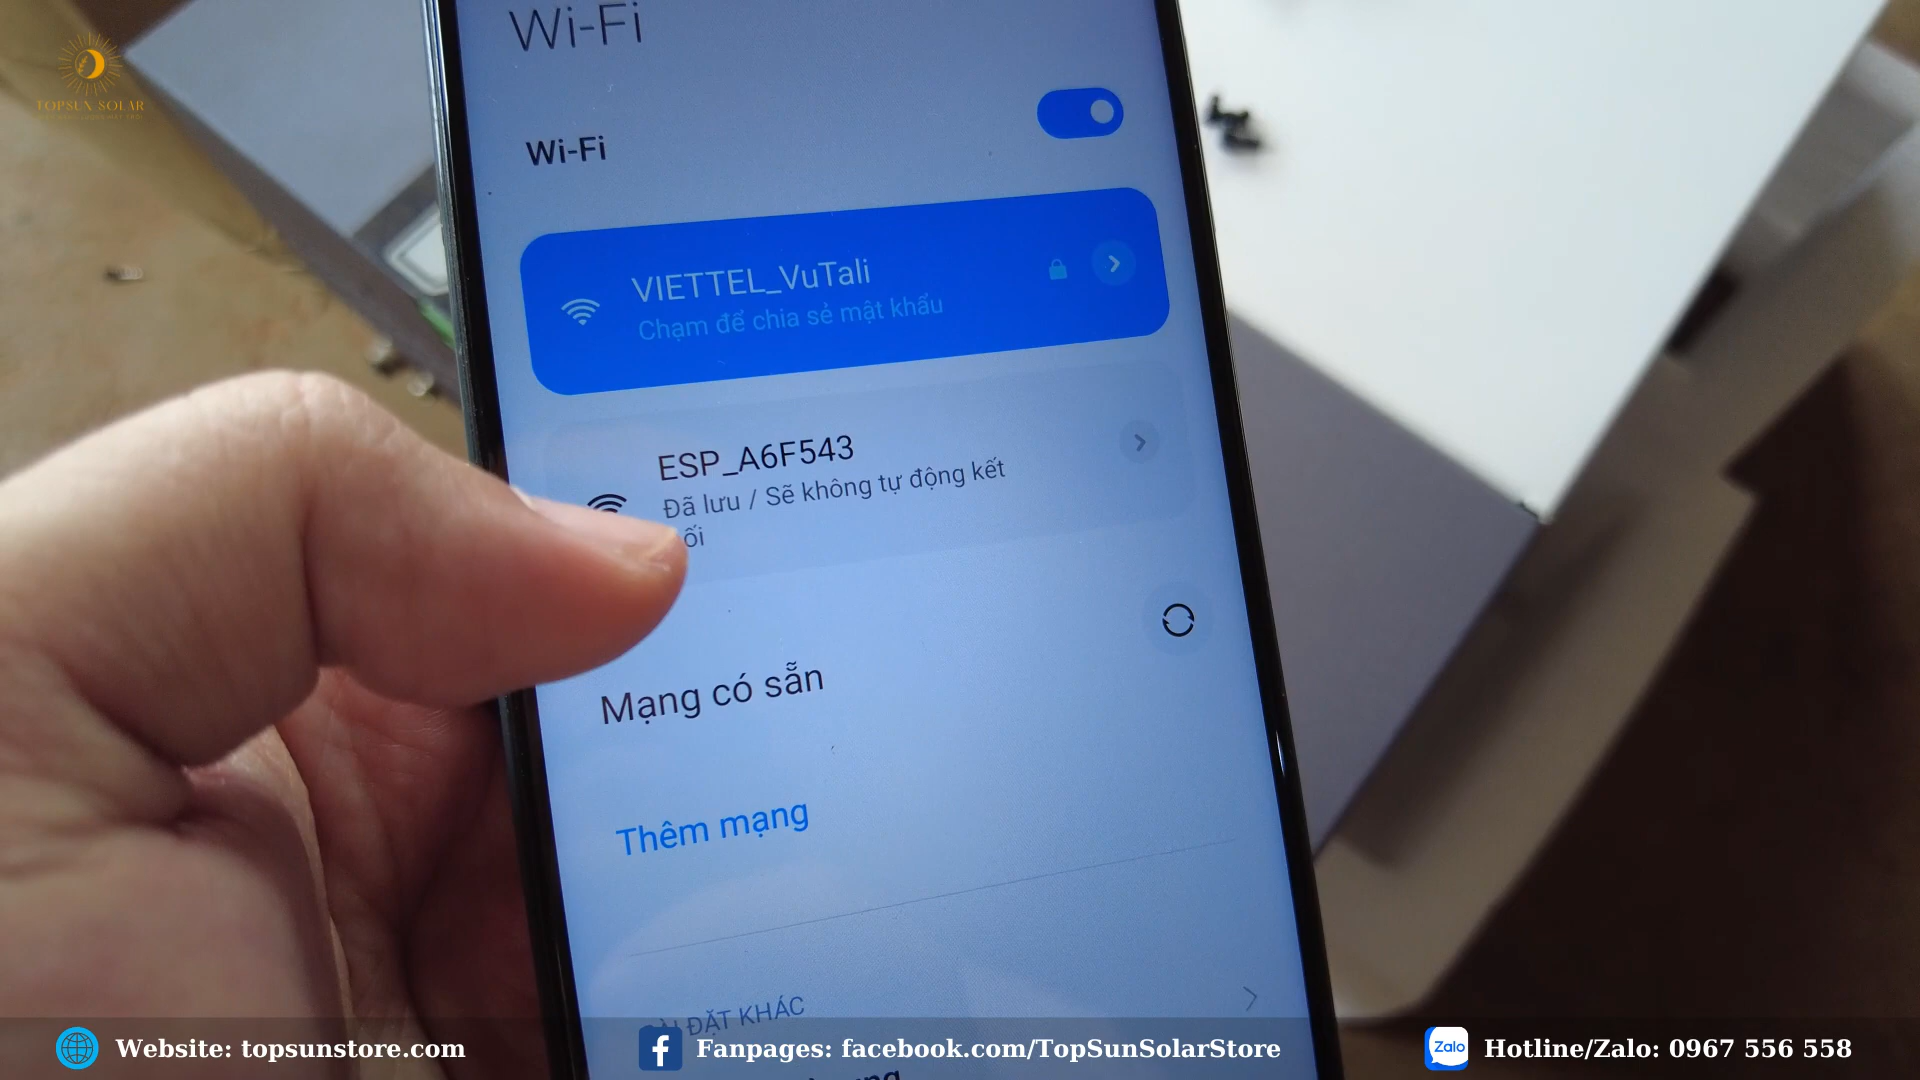 TOPSUN SOLAR
Wi-Fi
Wi-Fi
VIETTEL_VuTali
Chạm để chia sẻ mật khẩu
ESP_A6F543
Đã lưu / Sẽ không tự động kết
ối
Mạng có sẵn
Thêm mạng
ĐẶT KHÁC
Website: topsunstore.com
Fanpages: facebook.com/TopSunSolarStore
Zalo
Hotline/Zalo: 0967 556 558